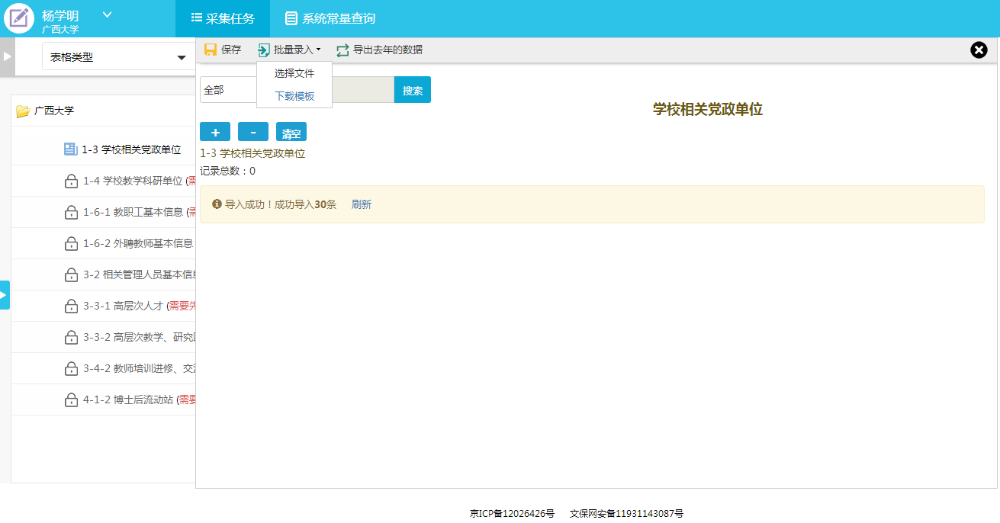 杨学明
广西大学
采集任务
系统常量查询
表格类型
保存
批量录入
导出去年的数据
选择文件
下载模板
全部
搜索
学校相关党政单位
+
-
清空
1-3 学校相关党政单位
记录总数：0
导入成功！成功导入30条 刷新
广西大学
1-3 学校相关党政单位
1-4 学校教学科研单位 (需
1-6-1 教职工基本信息 (需
1-6-2 外聘教师基本信息
3-2 相关管理人员基本信息
3-3-1 高层次人才 (需要先
3-3-2 高层次教学、研究团
3-4-2 教师培训进修、交流
4-1-2 博士后流动站 (需要
京ICP备12026426号 文保网安备11931143087号